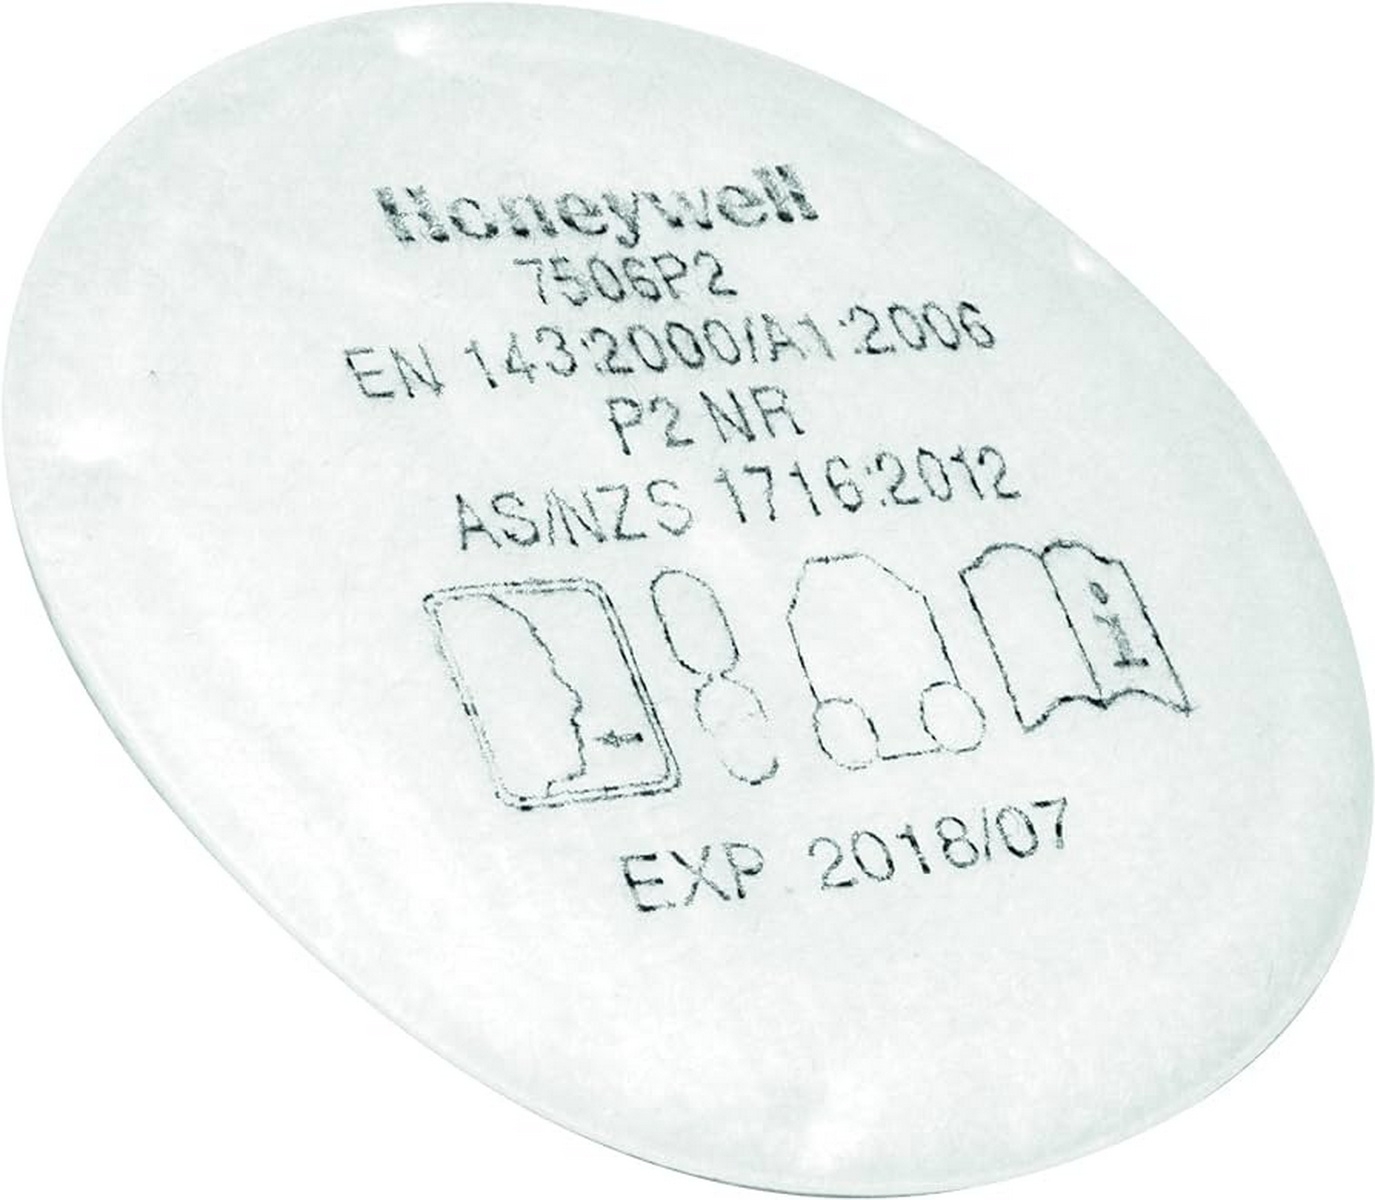 Honeywell
7506P2
EN 143:2000/A1:2006
P2 NR
AS/NZS 1716:2012
i
EXP 2018/07